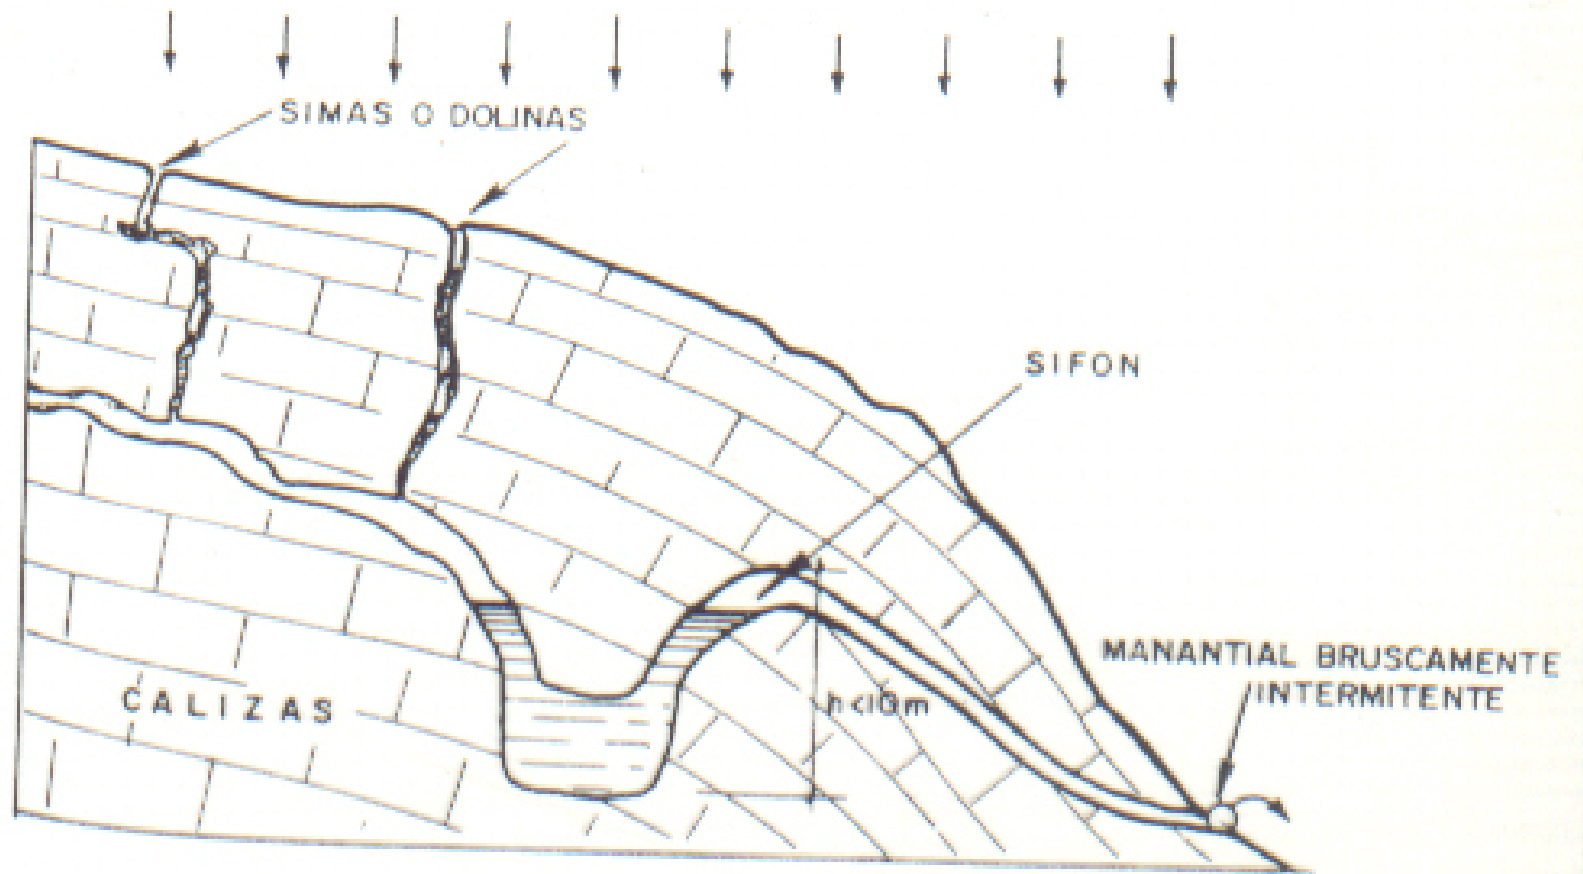 SIMAS O DOLINAS
SIFON
MANANTIAL BRUSCAMENTE
INTERMITENTE
CALIZAS
h<10m